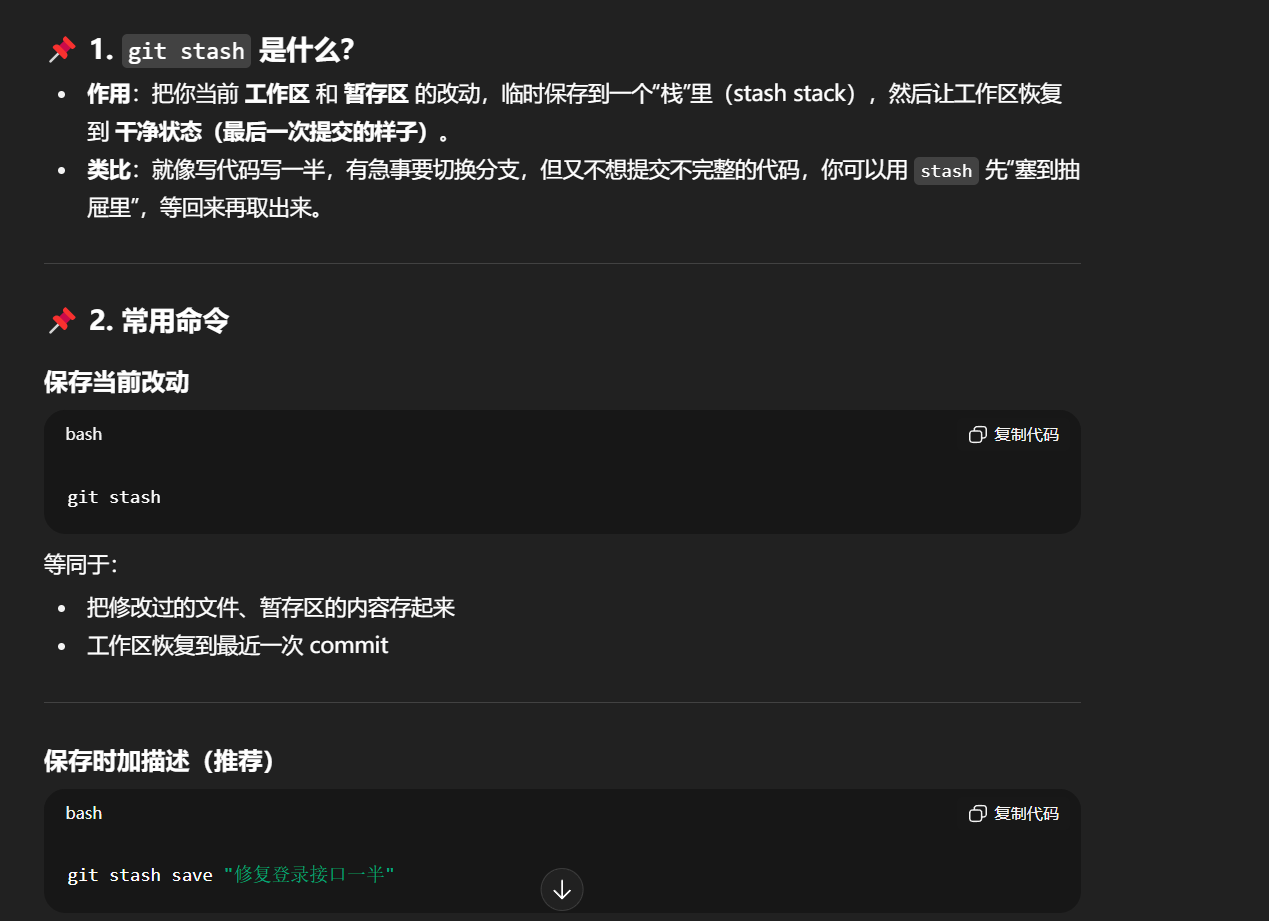 📌 1. git stash 是什么？
• 作用：把你当前 工作区 和 暂存区 的改动，临时保存到一个“栈”里（stash stack），然后让工作区恢复
到 干净状态（最后一次提交的样子）。
• 类比：就像写代码写一半，有急事要切换分支，但又不想提交不完整的代码，你可以用 stash 先“塞到抽
屉里”，等回来再取出来。
📌 2. 常用命令
保存当前改动
bash 复制代码
git stash
等同于：
• 把修改过的文件、暂存区的内容存起来
• 工作区恢复到最近一次 commit
保存时加描述（推荐）
bash 复制代码
git stash save "修复登录接口一半"